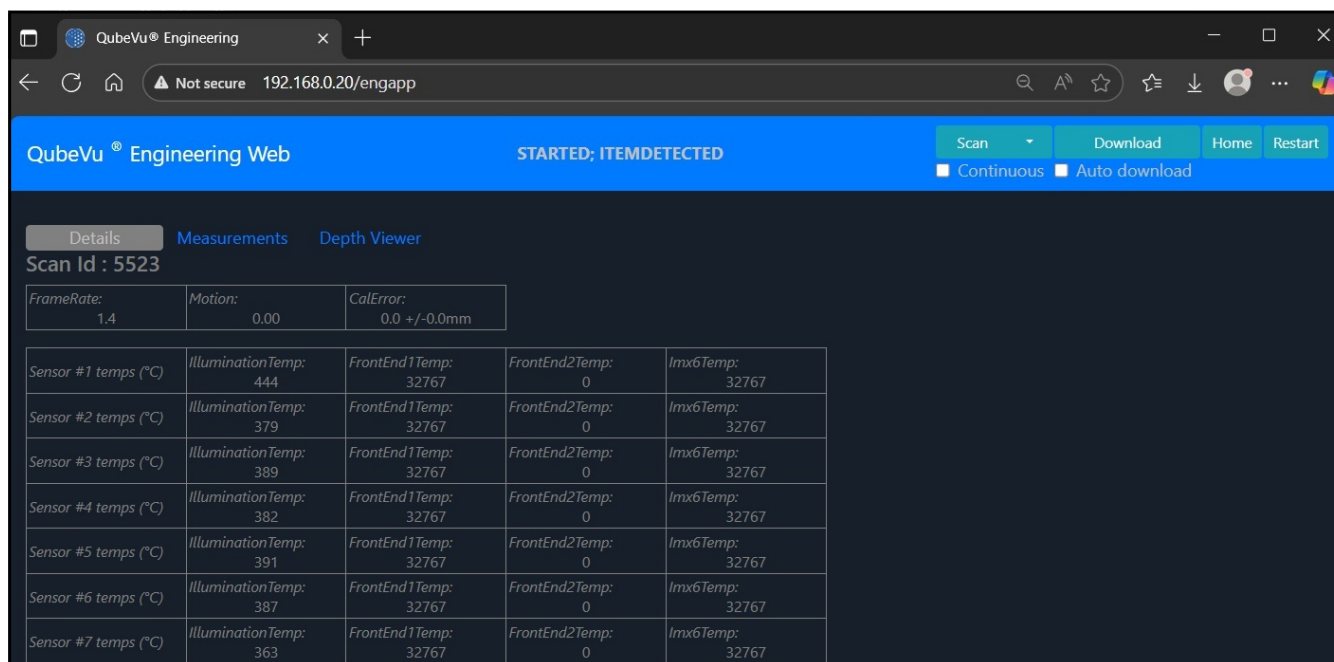 QubeVu® Engineering
Not secure 192.168.0.20/engapp
QubeVu ® Engineering Web
STARTED; ITEMDETECTED
Scan Download Home Restart
Continuous Auto download
Details Measurements Depth Viewer
Scan Id : 5523
FrameRate: Motion: CalError:
1.4 0.00 0.0 +/-0.0mm
Sensor #1 temps (°C) IlluminationTemp: FrontEnd1Temp: FrontEnd2Temp: Imx6Temp:
444 32767 0 32767
Sensor #2 temps (°C) IlluminationTemp: FrontEnd1Temp: FrontEnd2Temp: Imx6Temp:
379 32767 0 32767
Sensor #3 temps (°C) IlluminationTemp: FrontEnd1Temp: FrontEnd2Temp: Imx6Temp:
389 32767 0 32767
Sensor #4 temps (°C) IlluminationTemp: FrontEnd1Temp: FrontEnd2Temp: Imx6Temp:
382 32767 0 32767
Sensor #5 temps (°C) IlluminationTemp: FrontEnd1Temp: FrontEnd2Temp: Imx6Temp:
391 32767 0 32767
Sensor #6 temps (°C) IlluminationTemp: FrontEnd1Temp: FrontEnd2Temp: Imx6Temp:
387 32767 0 32767
Sensor #7 temps (°C) IlluminationTemp: FrontEnd1Temp: FrontEnd2Temp: Imx6Temp:
363 32767 0 32767